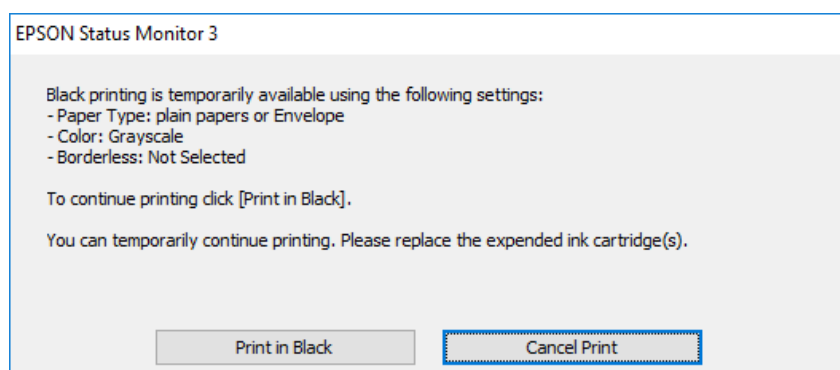 EPSON Status Monitor 3
Black printing is temporarily available using the following settings:
- Paper Type: plain papers or Envelope
- Color: Grayscale
- Borderless: Not Selected
To continue printing click [Print in Black].
You can temporarily continue printing. Please replace the expended ink cartridge(s).
Print in Black
Cancel Print